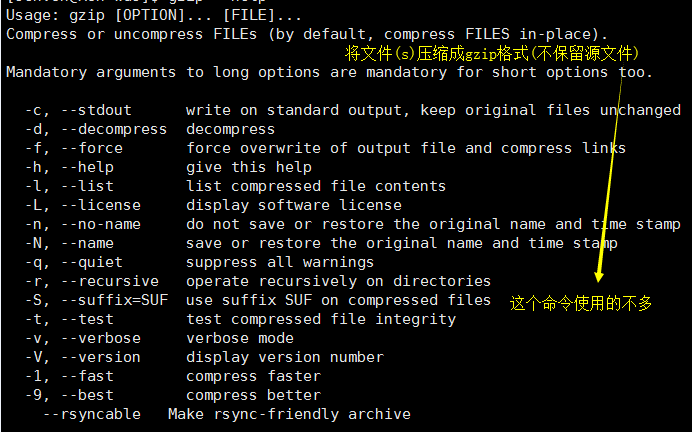 Usage: gzip [OPTION]... [FILE]...
Compress or uncompress FILEs (by default, compress FILES in-place).
将文件(s)压缩成gzip格式(不保留源文件)
Mandatory arguments to long options are mandatory for short options too.
-c, --stdout write on standard output, keep original files unchanged
-d, --decompress decompress
-f, --force force overwrite of output file and compress links
-h, --help give this help
-l, --list list compressed file contents
-L, --license display software license
-n, --no-name do not save or restore the original name and time stamp
-N, --name save or restore the original name and time stamp
-q, --quiet suppress all warnings
-r, --recursive operate recursively on directories
-S, --suffix=SUF use suffix SUF on compressed files
这个命令使用的不多
-t, --test test compressed file integrity
-v, --verbose verbose mode
-V, --version display version number
-1, --fast compress faster
-9, --best compress better
--rsyncable Make rsync-friendly archive